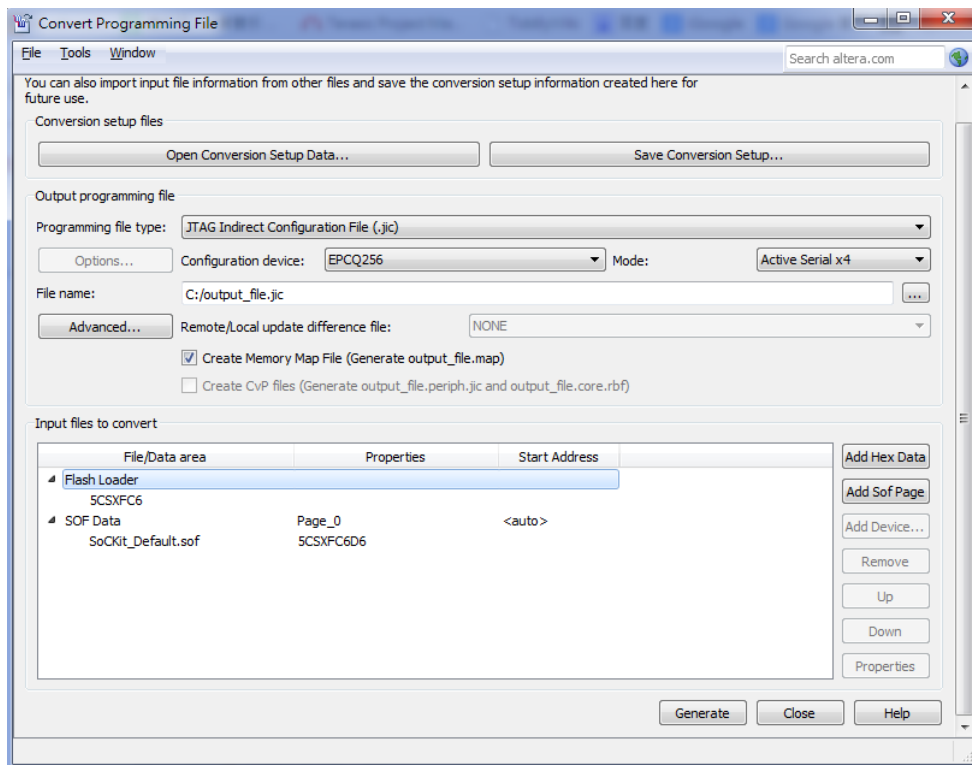 Convert Programming File
File Tools Window
Search altera.com
You can also import input file information from other files and save the conversion setup information created here for
future use.
Conversion setup files
Open Conversion Setup Data... Save Conversion Setup...
Output programming file
Programming file type: JTAG Indirect Configuration File (.jic)
Options... Configuration device: EPCQ256 Mode: Active Serial x4
File name: C:/output_file.jic ...
Advanced... Remote/Local update difference file: NONE
Create Memory Map File (Generate output_file.map)
Create CvP files (Generate output_file.periph.jic and output_file.core.rbf)
Input files to convert
File/Data area Properties Start Address
Add Hex Data
Flash Loader
5CSXFC6
Add Sof Page
SOF Data Page_0 <auto>
Add Device...
SoCKit_Default.sof 5CSXFC6D6
Remove
Up
Down
Properties
Generate Close Help